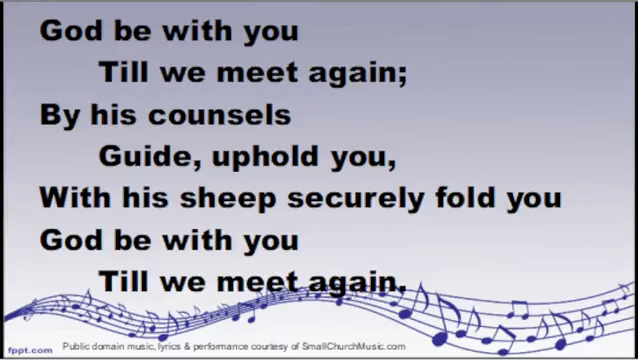 God be with you
Till we meet again;
By his counsels
Guide, uphold you,
With his sheep securely fold you
God be with you
Till we meet again.
fppt.com
Public domain music, lyrics & performance courtesy of SmallChurchMusic.com